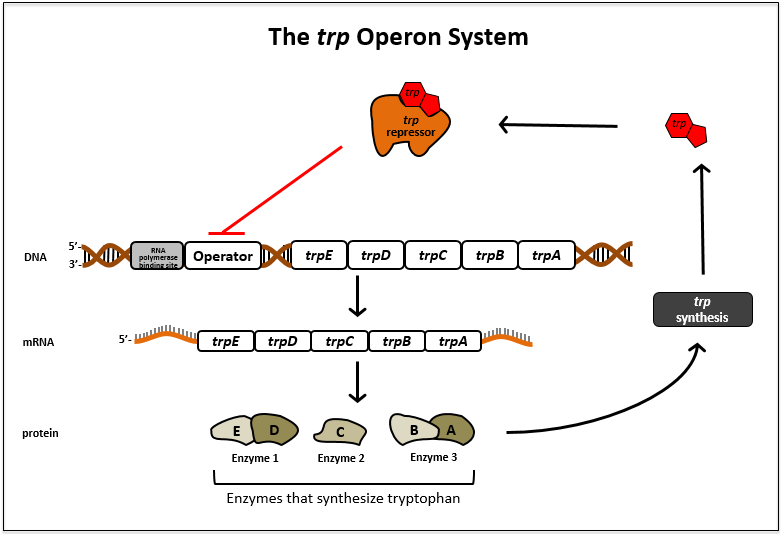 The trp Operon System
trp
trp
repressor
trp
DNA
5’-
3’-
RNA
polymerase
binding site
Operator
trpE
trpD
trpC
trpB
trpA
trp
synthesis
mRNA
5’-
trpE
trpD
trpC
trpB
trpA
protein
E
D
C
B
A
Enzyme 1
Enzyme 2
Enzyme 3
Enzymes that synthesize tryptophan